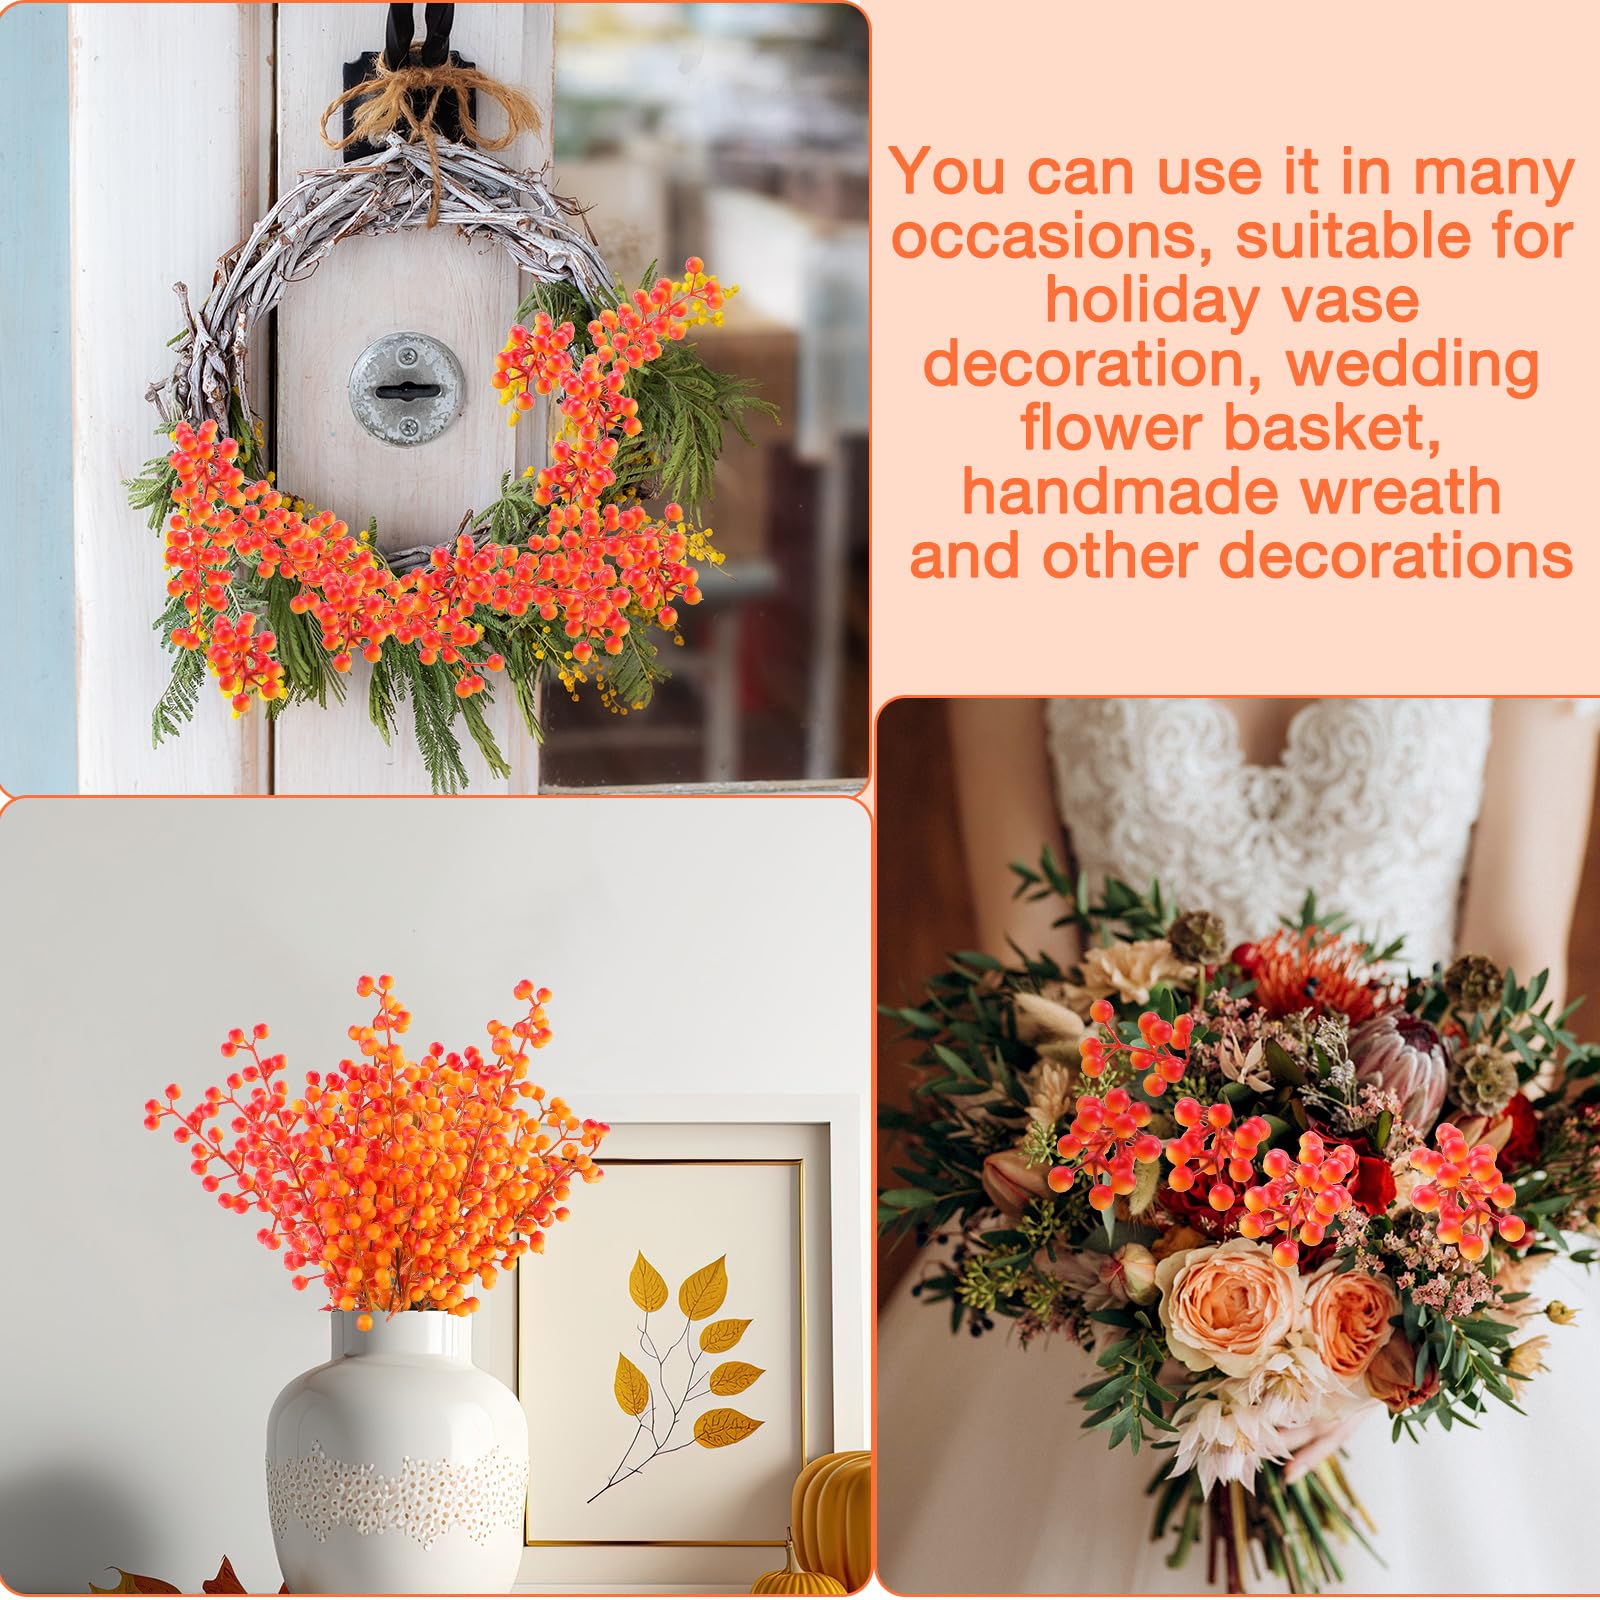 You can use it in many
occasions, suitable for
holiday vase
decoration, wedding
flower basket,
handmade wreath
and other decorations